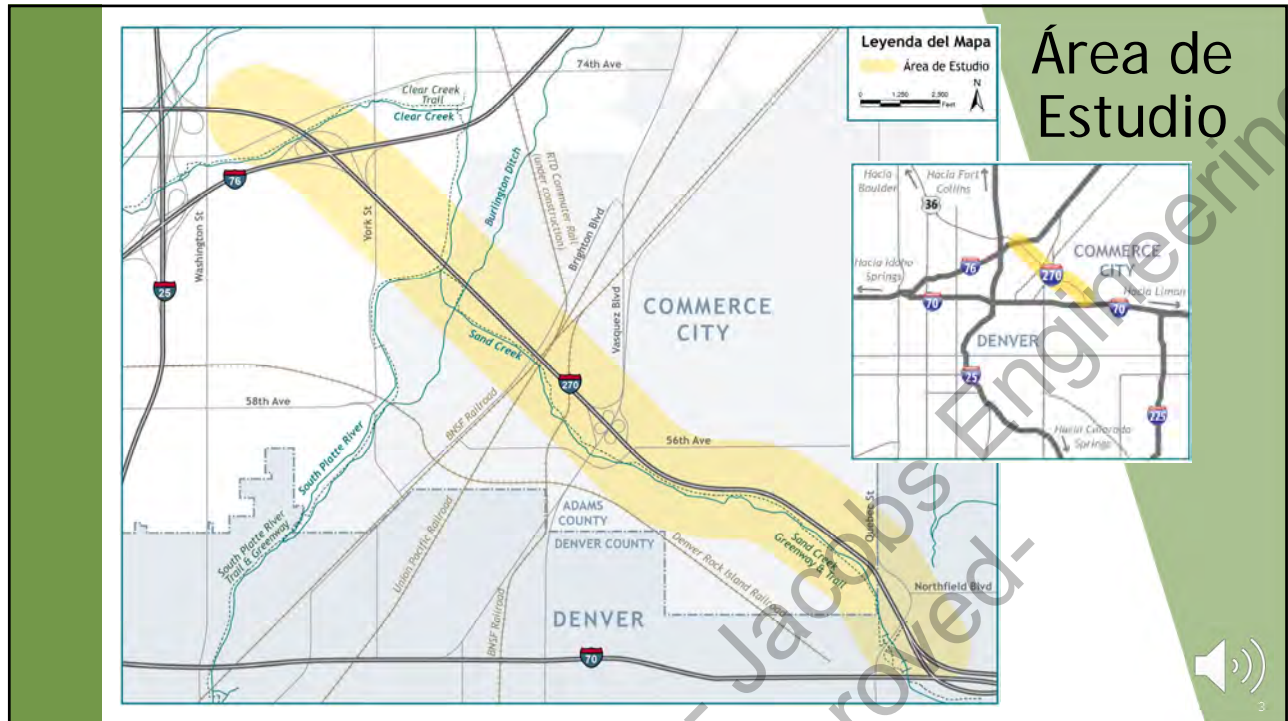 Área de
Estudio
Leyenda del Mapa
Área de Estudio
N
0 1,250 2,500
Feet
74th Ave
Clear Creek
Trail
Clear Creek
76
Burlington Ditch
RTD Commuter Rail
(under construction)
Brighton Blvd
Washington St
York St
25
Vasquez Blvd
COMMERCE
CITY
Sand Creek
270
58th Ave
BNSF Railroad
56th Ave
South Platte River
Quebec St
ADAMS
COUNTY
DENVER COUNTY
South Platte River
Trail & Greenway
Union Pacific Railroad
Denver Rock Island Railroad
Sand Creek
Greenway & Trail
Northfield Blvd
BNSF Railroad
DENVER
70
Hacia
Boulder
Hacia Fort
Collins
36
COMMERCE
CITY
Hacia Idaho
Springs
76
270
Hacia Limon
70
70
DENVER
25
225
Hacia Colorado
Springs
- Jacobs Engineering
3